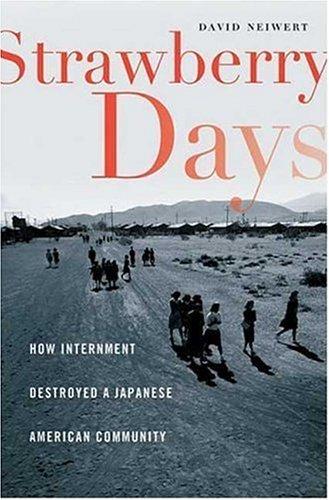 DAVID NEIWERT
Strawberry
Days
HOW INTERNMENT
DESTROYED A JAPANESE
AMERICAN COMMUNITY